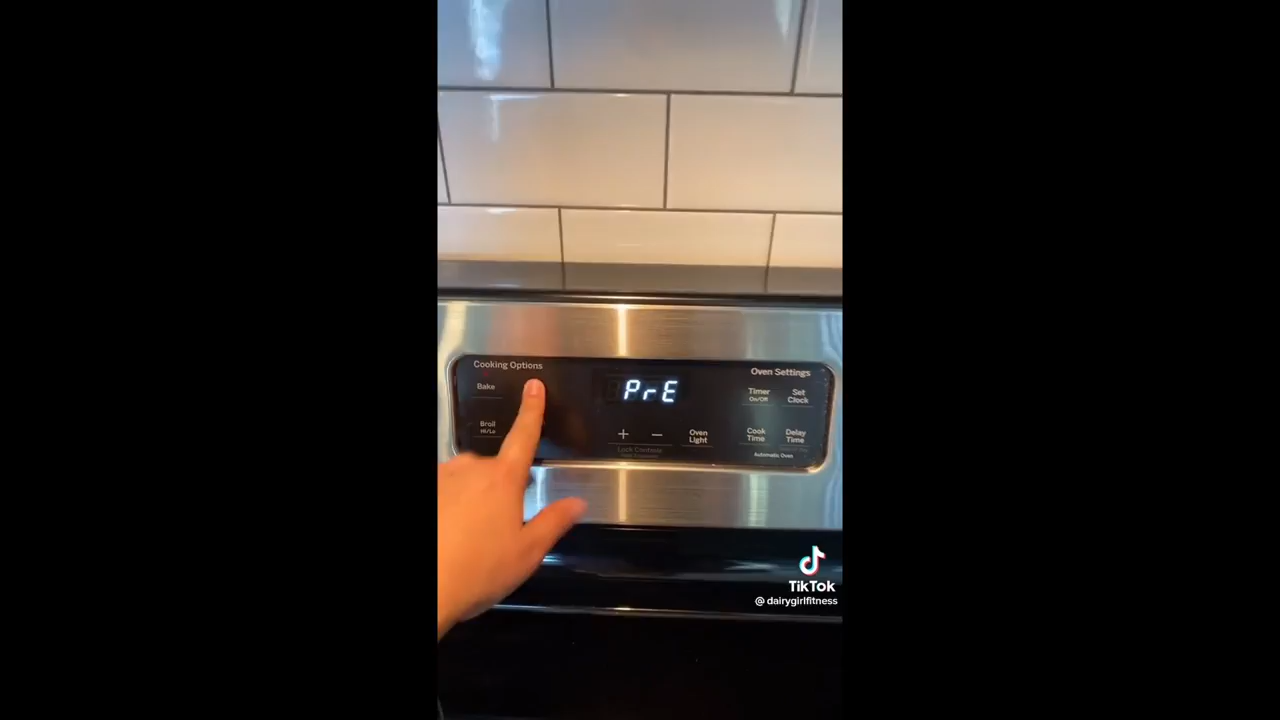 Cooking Options
Bake
Broil
Hi/Lo
PrE
+ −
Lock Controls
Oven
Light
Oven Settings
Timer
On/Off
Set
Clock
Cook
Time
Delay
Time
Automatic Oven
TikTok
@ dairygirlfitness